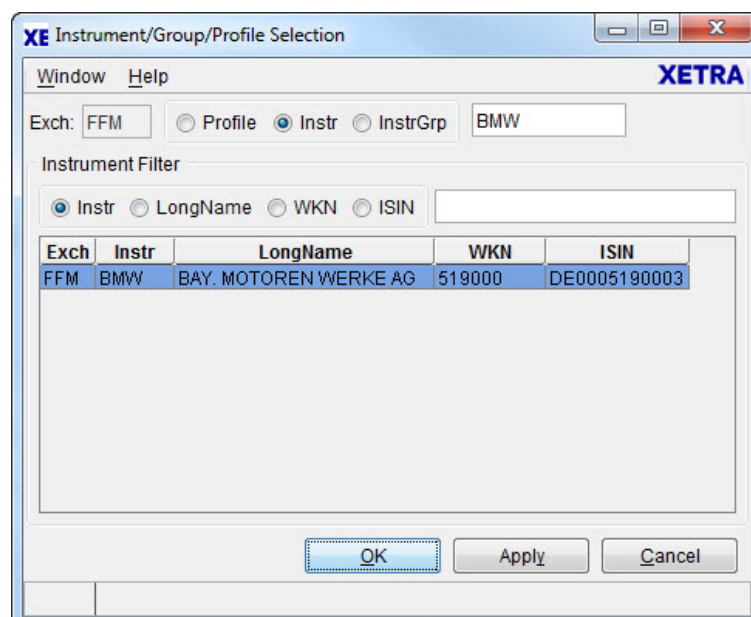 XE Instrument/Group/Profile Selection
Window Help XETRA
Exch: FFM Profile Instr InstrGrp BMW
Instrument Filter
Instr LongName WKN ISIN
Exch Instr LongName WKN ISIN
FFM BMW BAY. MOTOREN WERKE AG 519000 DE0005190003
OK Apply Cancel